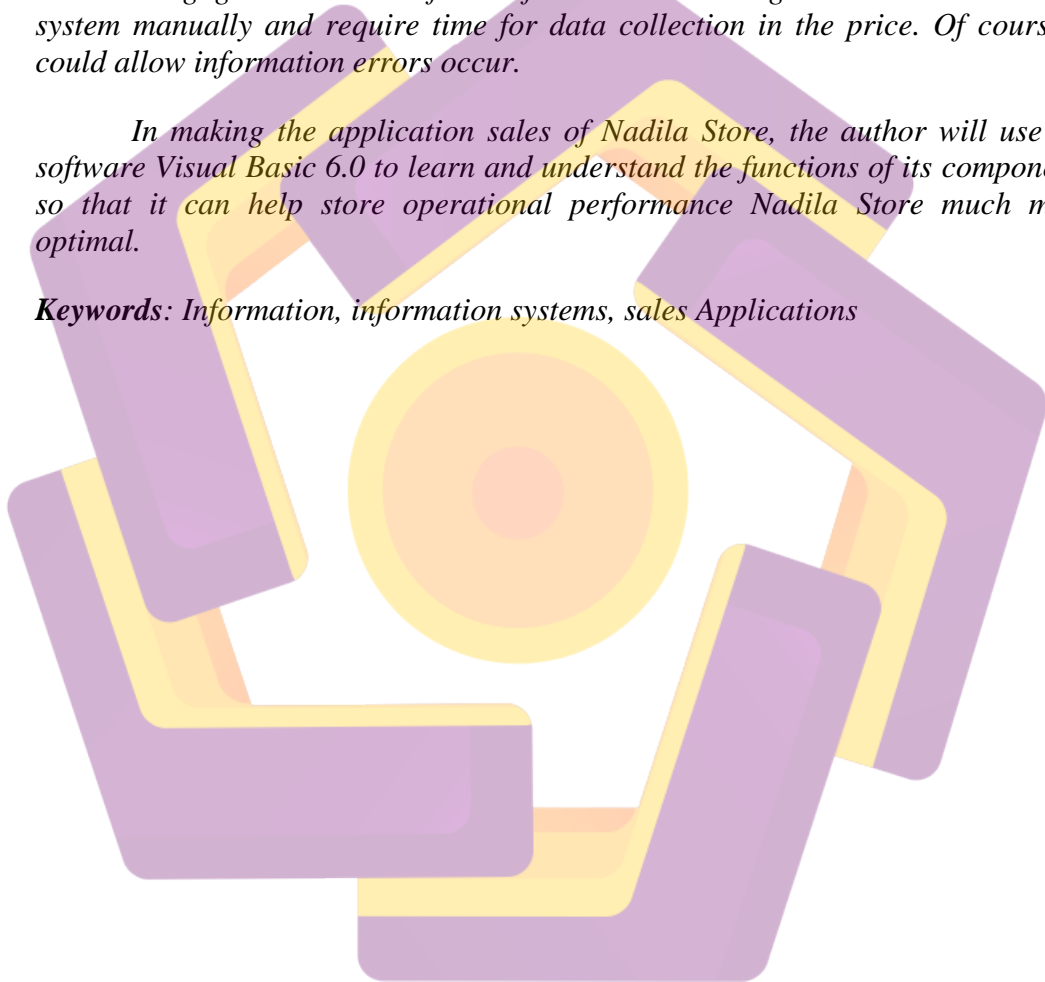 system manually and require time for data collection in the price. Of cours
could allow information errors occur.
In making the application sales of Nadila Store, the author will use
software Visual Basic 6.0 to learn and understand the functions of its compone
so that it can help store operational performance Nadila Store much m
optimal.
Keywords: Information, information systems, sales Applications